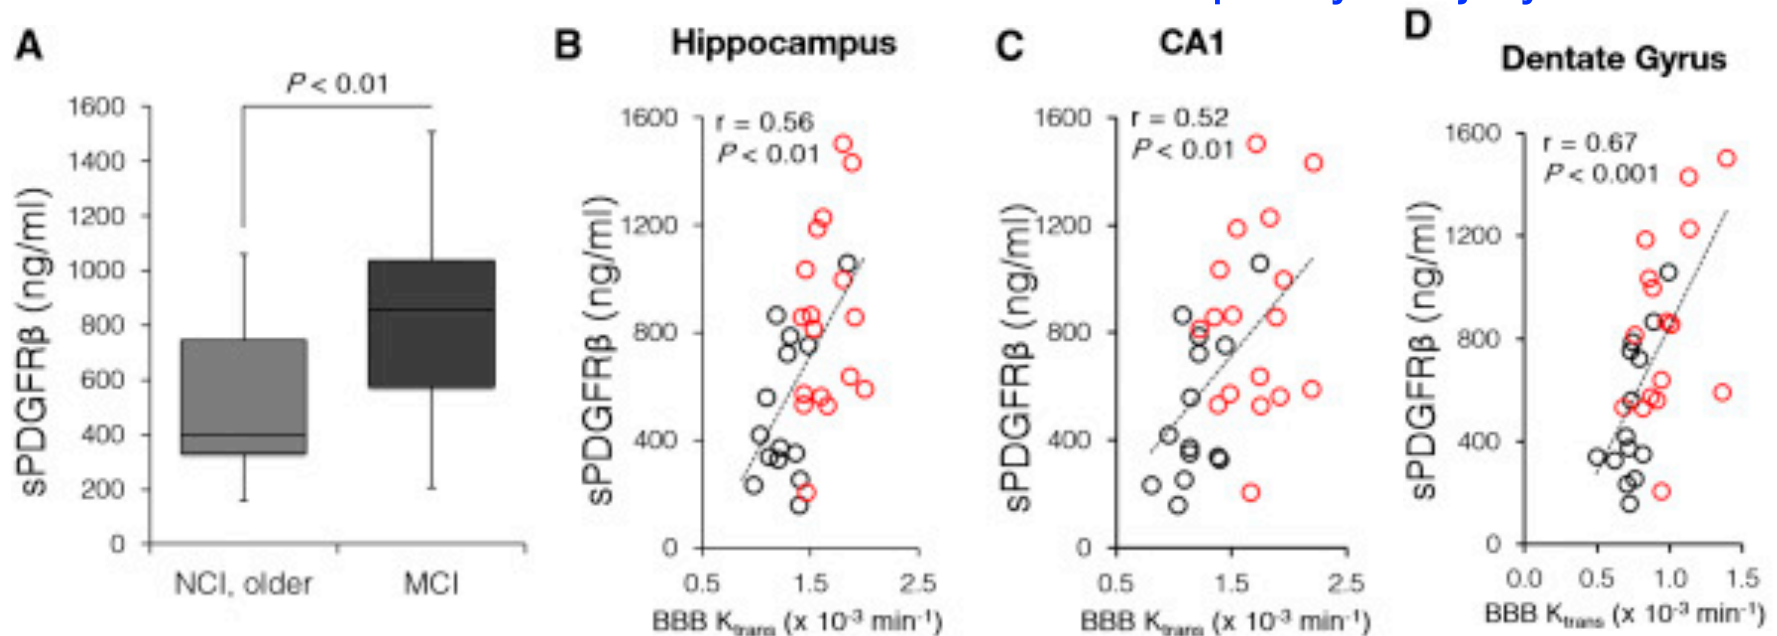 A
P < 0.01
sPDGFRβ (ng/ml)
1600
1400
1200
1000
800
600
400
200
0
NCI, older
MCI
B
Hippocampus
r = 0.56
P < 0.01
sPDGFRβ (ng/ml)
1600
1200
800
400
0
0.5
1.5
2.5
BBB Ktrans (x 10-3 min-1)
C
CA1
r = 0.52
P < 0.01
sPDGFRβ (ng/ml)
1600
1200
800
400
0
0.5
1.5
2.5
BBB Ktrans (x 10-3 min-1)
D
Dentate Gyrus
r = 0.67
P < 0.001
sPDGFRβ (ng/ml)
1600
1200
800
400
0
0.0
0.5
1.0
1.5
BBB Ktrans (x 10-3 min-1)